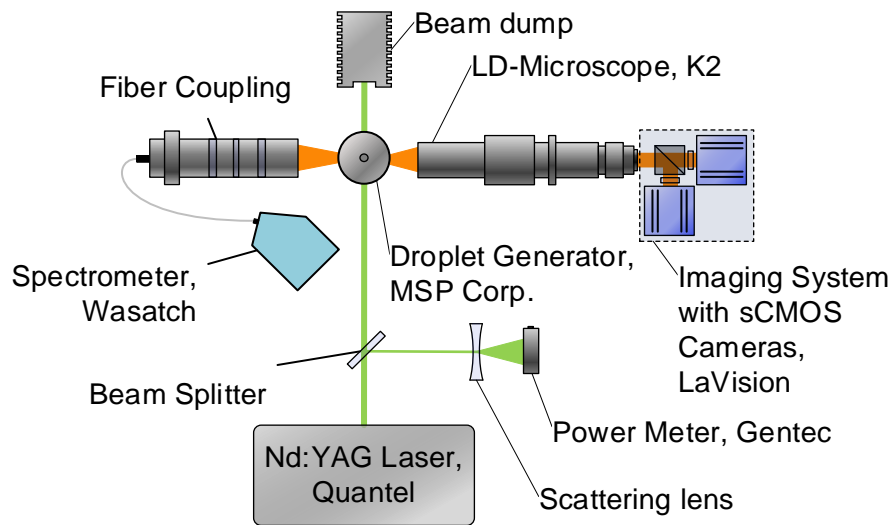 Beam dump
LD-Microscope, K2
Fiber Coupling
Droplet Generator,
MSP Corp.
Spectrometer,
Wasatch
Imaging System
with sCMOS
Cameras,
LaVision
Beam Splitter
Power Meter, Gentec
Nd:YAG Laser,
Quantel
Scattering lens